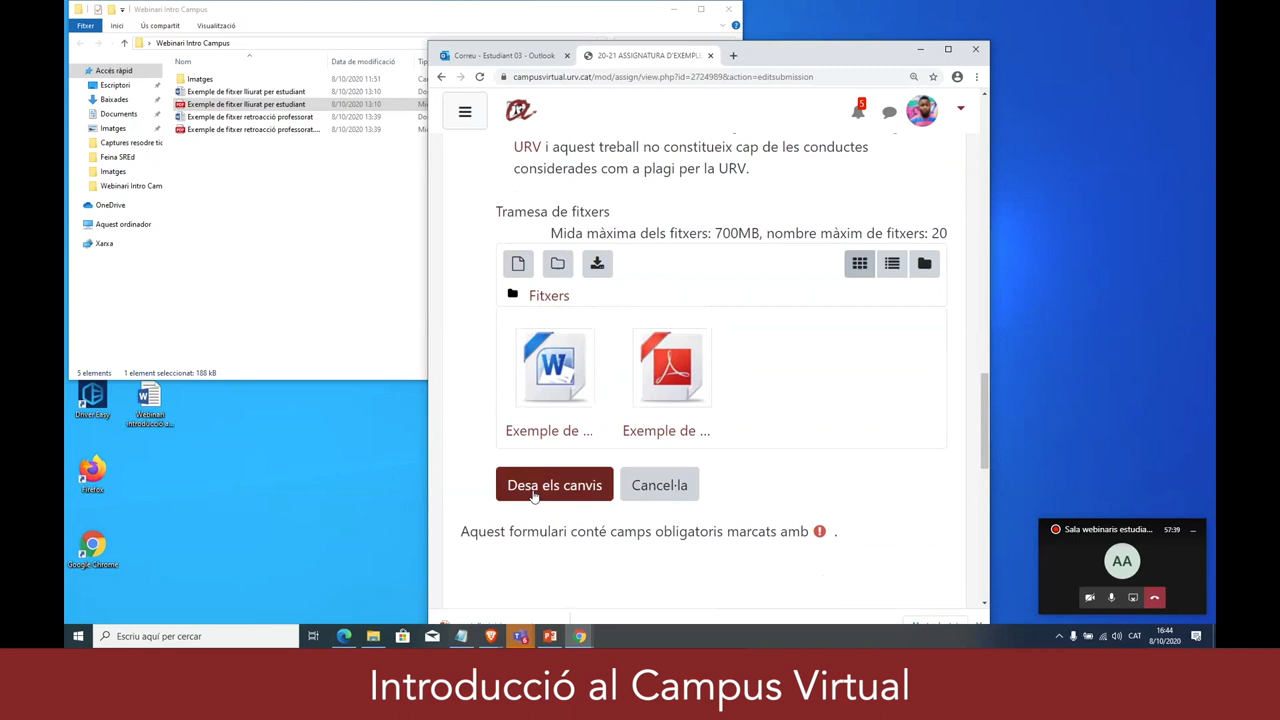 Webinari Intro Campus
Fitxer Inici Ús compartit Visualització
Webinari Intro Campus
Nom Data de modificació
Accés ràpid
Escriptori
Baixades
Documents
Imatges
Captures resodre tic
Feina SREd
Imatges
Webinari Intro Cam
OneDrive
Aquest ordinador
Xarxa
Imatges 8/10/2020 11:51
Exemple de fitxer lliurat per estudiant 8/10/2020 13:10
Exemple de fitxer lliurat per estudiant 8/10/2020 13:10
Exemple de fitxer retroacció professorat 8/10/2020 13:39
Exemple de fitxer retroacció professorat.... 8/10/2020 13:39
5 elements 1 element seleccionat: 188 kB
Driver Easy
Webinari
Introducció a...
Firefox
Google Chrome
Correu - Estudiant 03 - Outlook
20-21 ASSIGNATURA D'EXEMPLE
campusvirtual.urv.cat/mod/assign/view.php?id=2724989&action=editsubmission
5
URV i aquest treball no constitueix cap de les conductes
considerades com a plagi per la URV.
Tramesa de fitxers
Mida màxima dels fitxers: 700MB, nombre màxim de fitxers: 20
Fitxers
Exemple de ... Exemple de ...
Desa els canvis Cancel·la
Aquest formulari conté camps obligatoris marcats amb .
Sala webinaris estudia... 57:39
AA
Escriu aquí per cercar
CAT
16:44
8/10/2020
Introducció al Campus Virtual